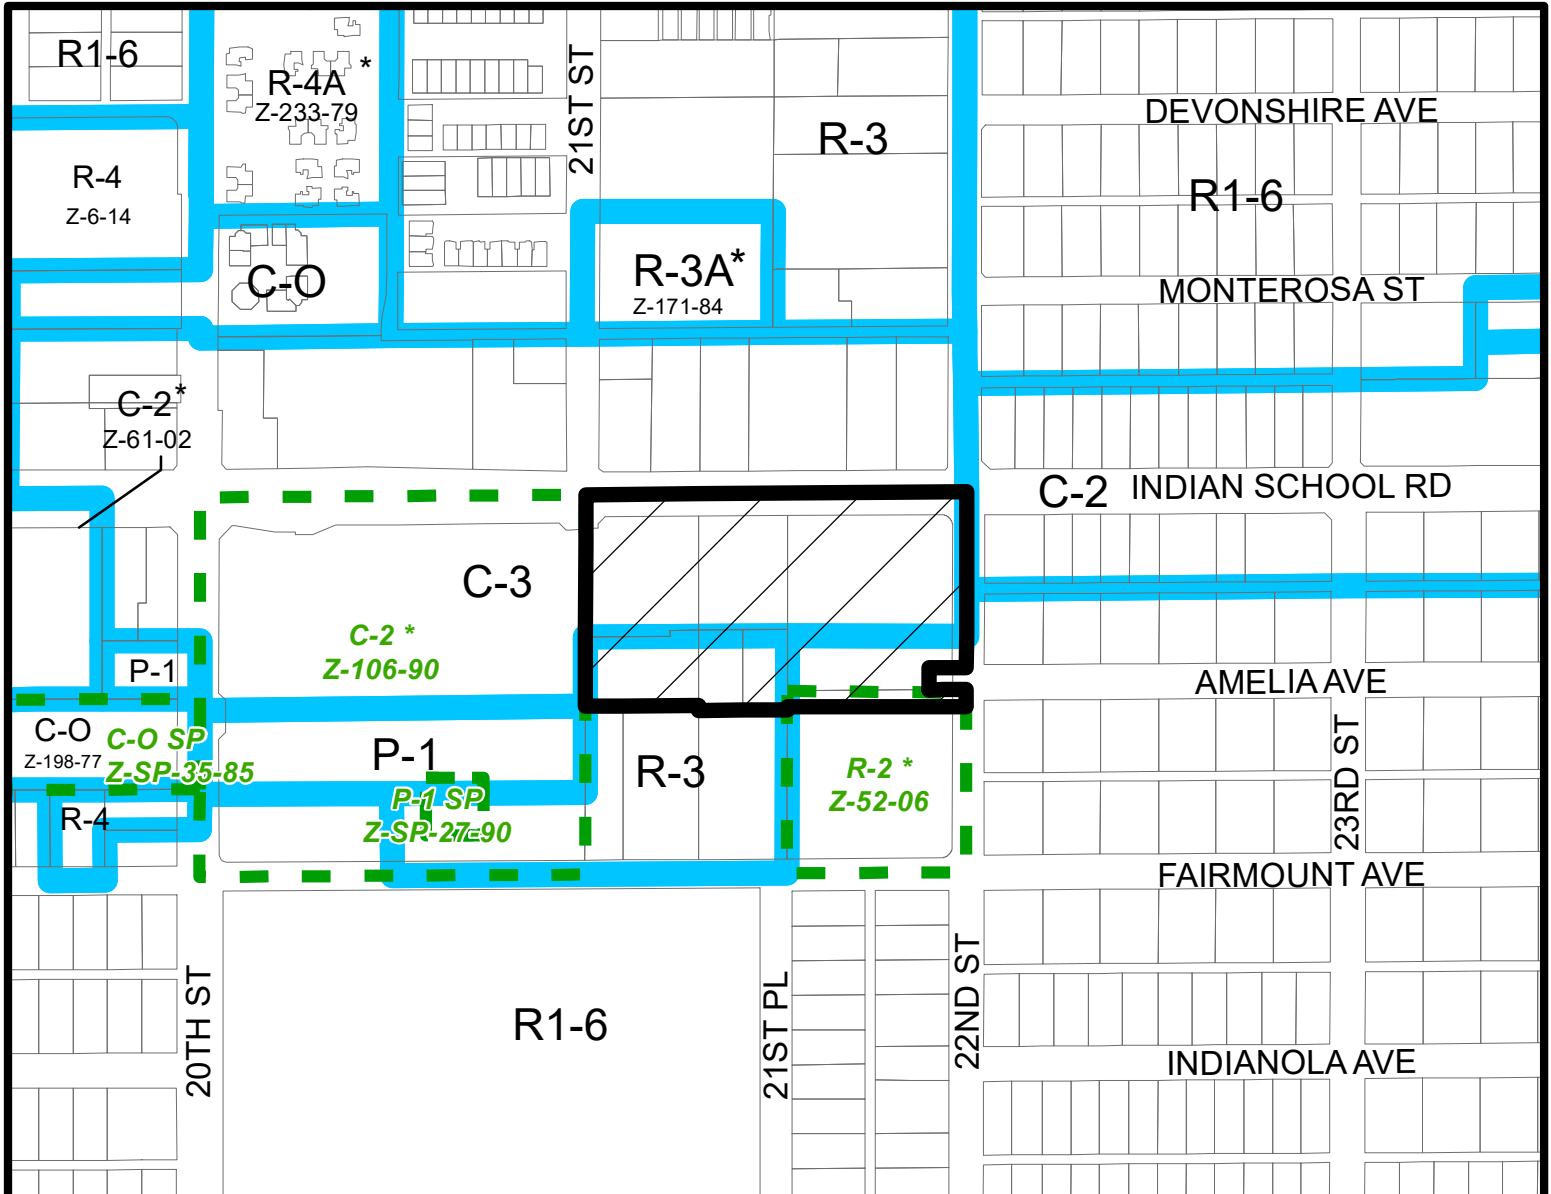 R1-6
R-4A *
Z-233-79
21ST ST
DEVONSHIRE AVE
R-3
R-4
Z-6-14
R1-6
C-O
R-3A*
Z-171-84
MONTEROSA ST
C-2*
Z-61-02
C-2
INDIAN SCHOOL RD
C-3
C-2 *
Z-106-90
P-1
AMELIA AVE
C-O
Z-198-77
C-O SP
Z-SP-35-85
P-1
R-3
R-2 *
Z-52-06
23RD ST
P-1 SP
Z-SP-27-90
R-4
FAIRMOUNT AVE
20TH ST
R1-6
21ST PL
22ND ST
INDIANOLA AVE